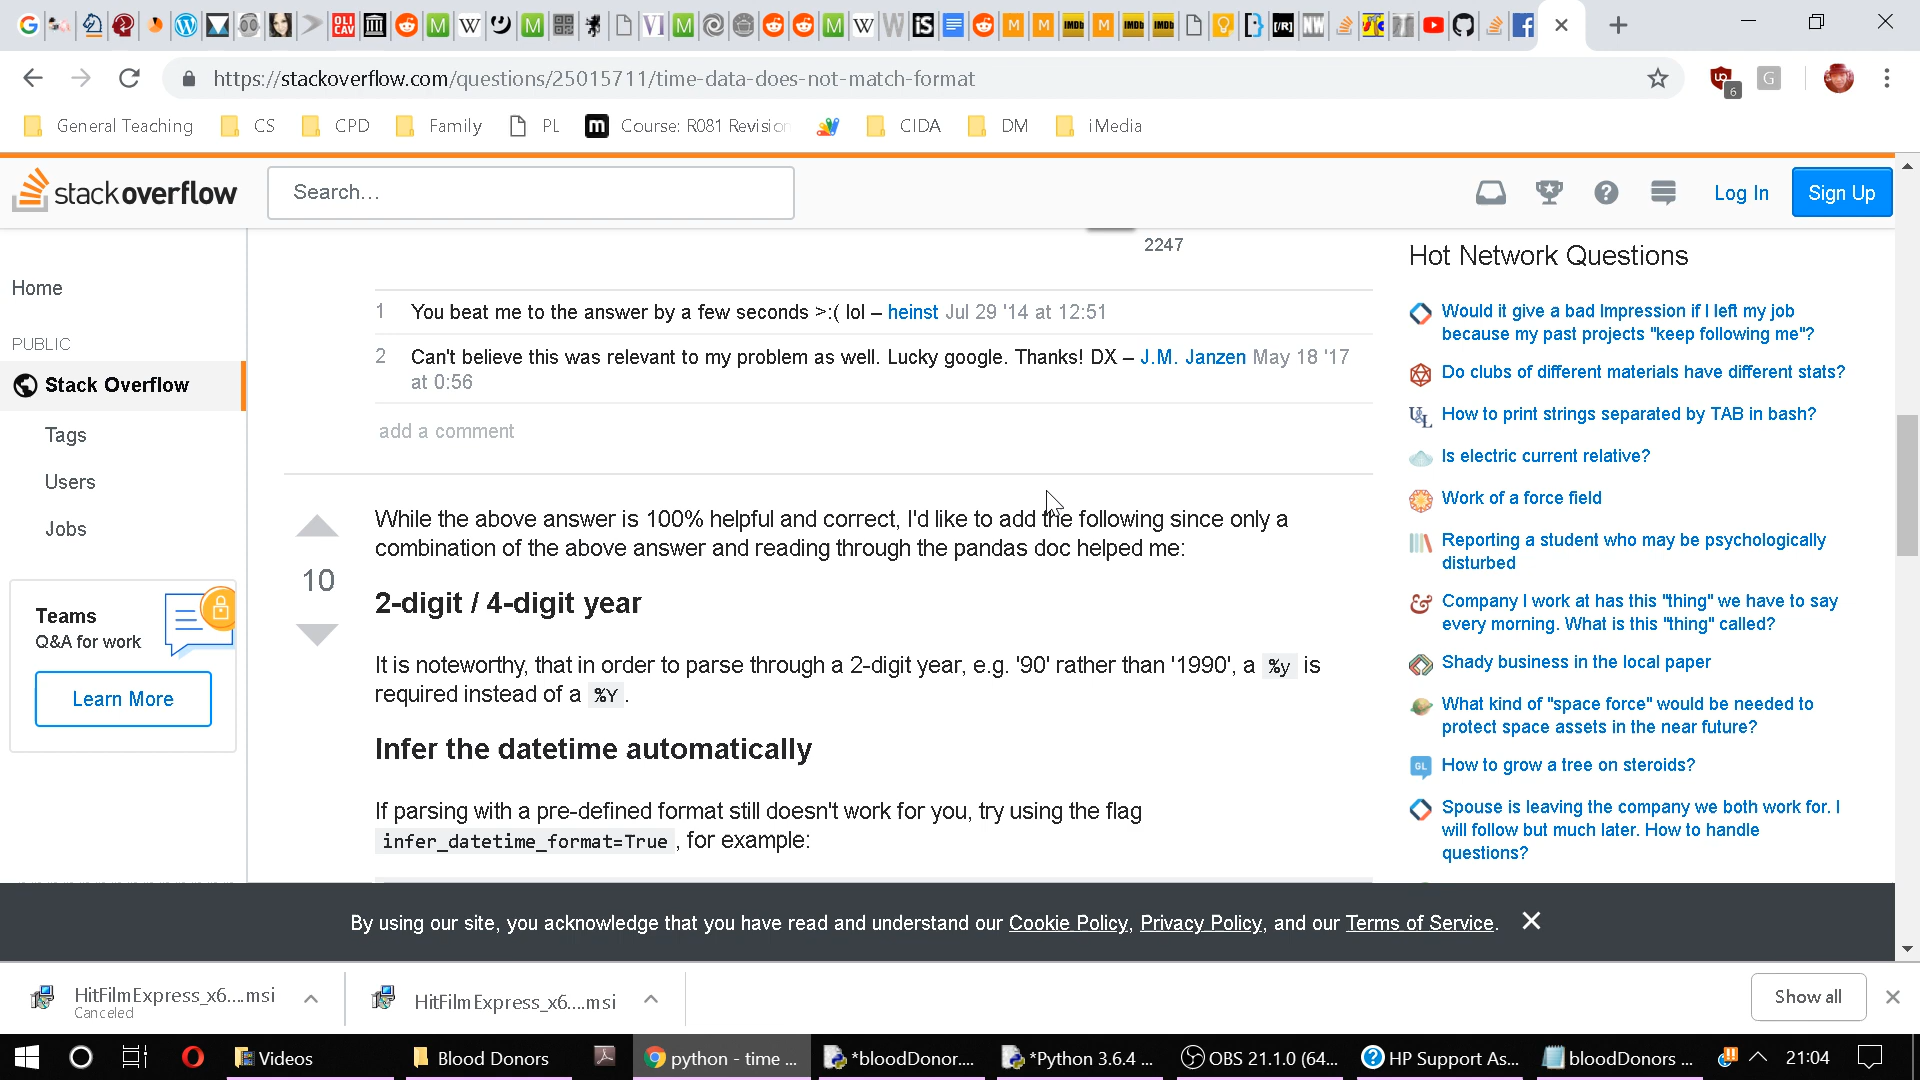 https://stackoverflow.com/questions/25015711/time-data-does-not-match-format
6
General Teaching
CS
CPD
Family
PL
Course: R081 Revision
CIDA
DM
iMedia
stackoverflow
Search...
Log In
Sign Up
2247
Home
PUBLIC
Stack Overflow
Tags
Users
Jobs
Teams
Q&A for work
Learn More
1 You beat me to the answer by a few seconds >:( lol – heinst Jul 29 '14 at 12:51
2 Can't believe this was relevant to my problem as well. Lucky google. Thanks! DX – J.M. Janzen May 18 '17
at 0:56
add a comment
10
While the above answer is 100% helpful and correct, I'd like to add the following since only a
combination of the above answer and reading through the pandas doc helped me:
2-digit / 4-digit year
It is noteworthy, that in order to parse through a 2-digit year, e.g. '90' rather than '1990', a %y is
required instead of a %Y.
Infer the datetime automatically
If parsing with a pre-defined format still doesn't work for you, try using the flag
infer_datetime_format=True , for example:
Hot Network Questions
Would it give a bad Impression if I left my job
because my past projects "keep following me"?
Do clubs of different materials have different stats?
How to print strings separated by TAB in bash?
Is electric current relative?
Work of a force field
Reporting a student who may be psychologically
disturbed
Company I work at has this "thing" we have to say
every morning. What is this "thing" called?
Shady business in the local paper
What kind of "space force" would be needed to
protect space assets in the near future?
How to grow a tree on steroids?
Spouse is leaving the company we both work for. I
will follow but much later. How to handle
questions?
By using our site, you acknowledge that you have read and understand our Cookie Policy, Privacy Policy, and our Terms of Service.
HitFilmExpress_x6....msi
Canceled
HitFilmExpress_x6....msi
Show all
Videos
Blood Donors
python - time ...
*bloodDonor....
*Python 3.6.4 ...
OBS 21.1.0 (64...
HP Support As...
bloodDonors ...
21:04